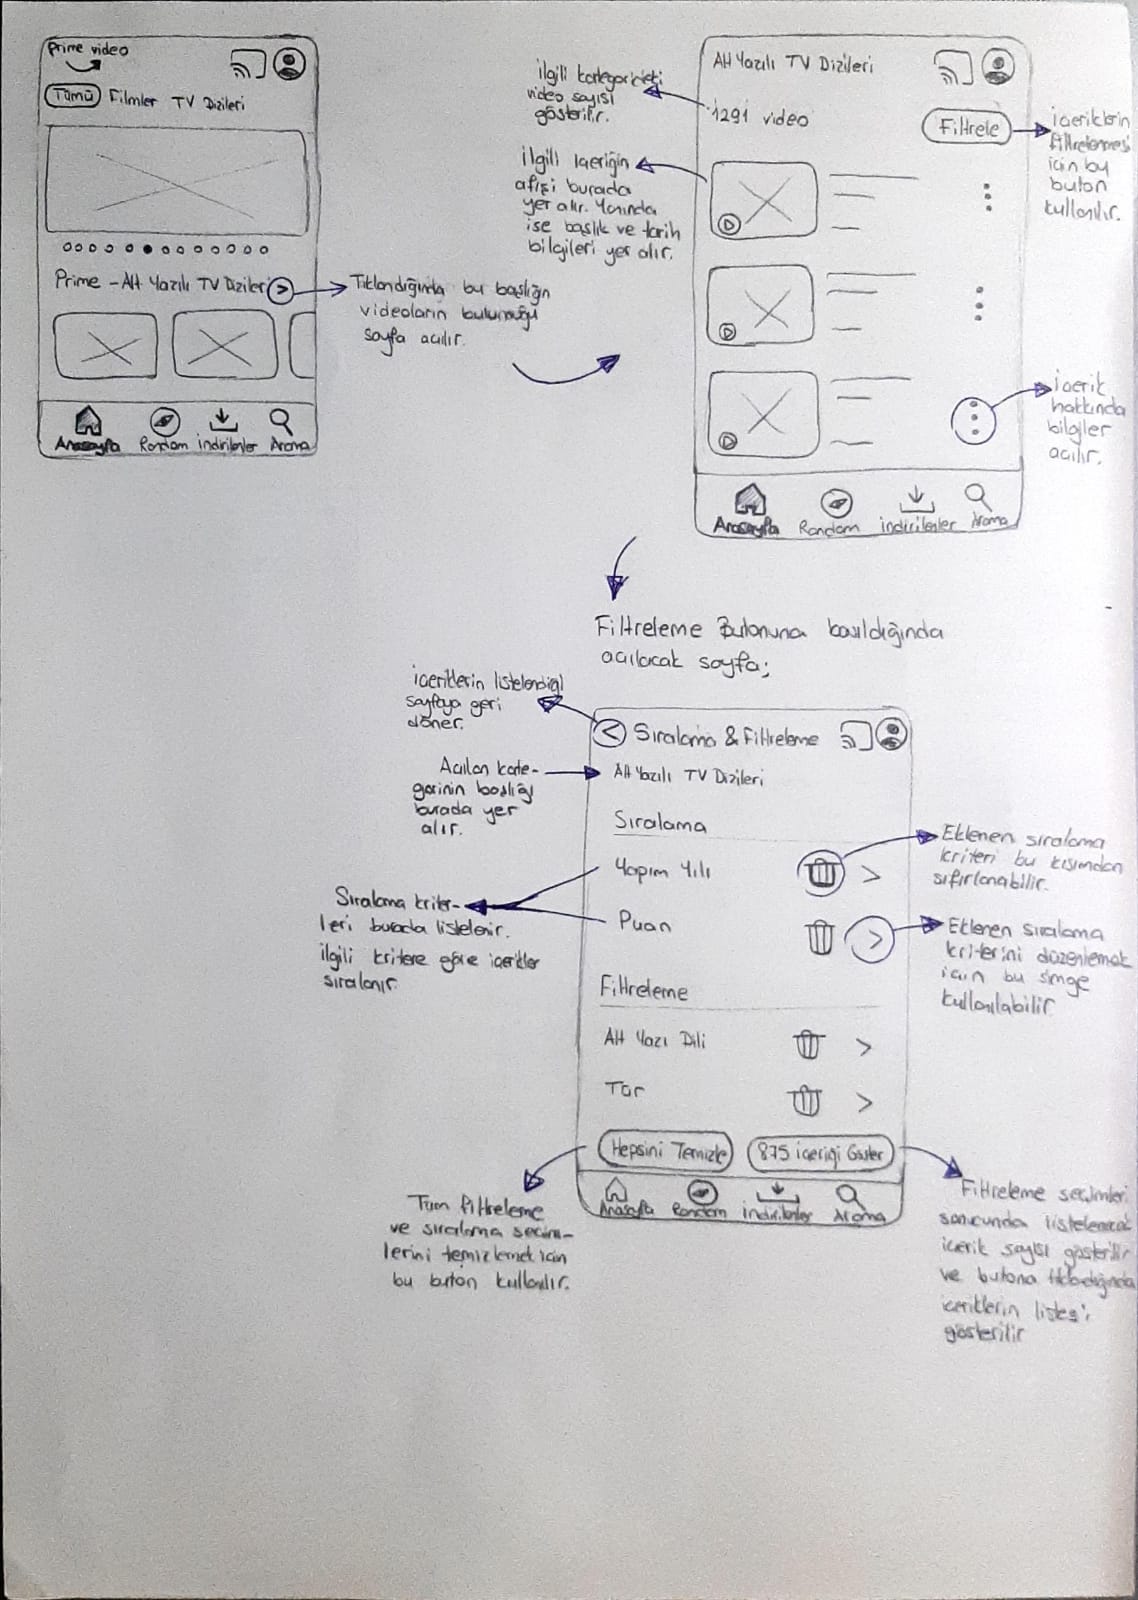 Prime video
Tümü Filmler TV Dizileri
Prime - Alt Yazılı TV Dizileri >
Anasayfa Random indirilenler Arama
Tıklandığında bu başlığın
videoların bulunduğu
sayfa açılır.
Alt Yazılı TV Dizileri
1291 video
Filtrele
ilgili kategorideki
video sayısı
gösterilir.
ilgili içeriğin
afişi burada
yer alır. Yanında
ise başlık ve tarih
bilgileri yer alır.
içeriklerin
filtrelenmesi
için bu
buton
kullanılır.
içerik
hakkında
bilgiler
açılır.
Anasayfa Random indirilenler Arama
Filtreleme Butonuna basıldığında
açılacak sayfa;
içeriklerin listelendiği
sayfaya geri
döner.
< Sıralama & Filtreleme
Açılan kate-
gorinin başlığı
burada yer
alır.
Alt Yazılı TV Dizileri
Sıralama
Yapım Yılı >
Puan >
Eklenen sıralama
kriteri bu kısımdan
sıfırlanabilir.
Sıralama kriter-
leri burada listelenir.
ilgili kritere göre içerikler
sıralanır.
Eklenen sıralama
kriterini düzenlemek
için bu simge
kullanılabilir.
Filtreleme
Alt Yazı Dili >
Tür >
Hepsini Temizle 875 içeriği Göster
Anasayfa Random indirilenler Arama
Tüm filtreleme
ve sıralama seçim-
lerini temizlemek için
bu buton kullanılır.
Filtreleme seçimleri
sonucunda listelenecek
içerik sayısı gösterilir
ve butona tıklandığında
içeriklerin listesi
gösterilir